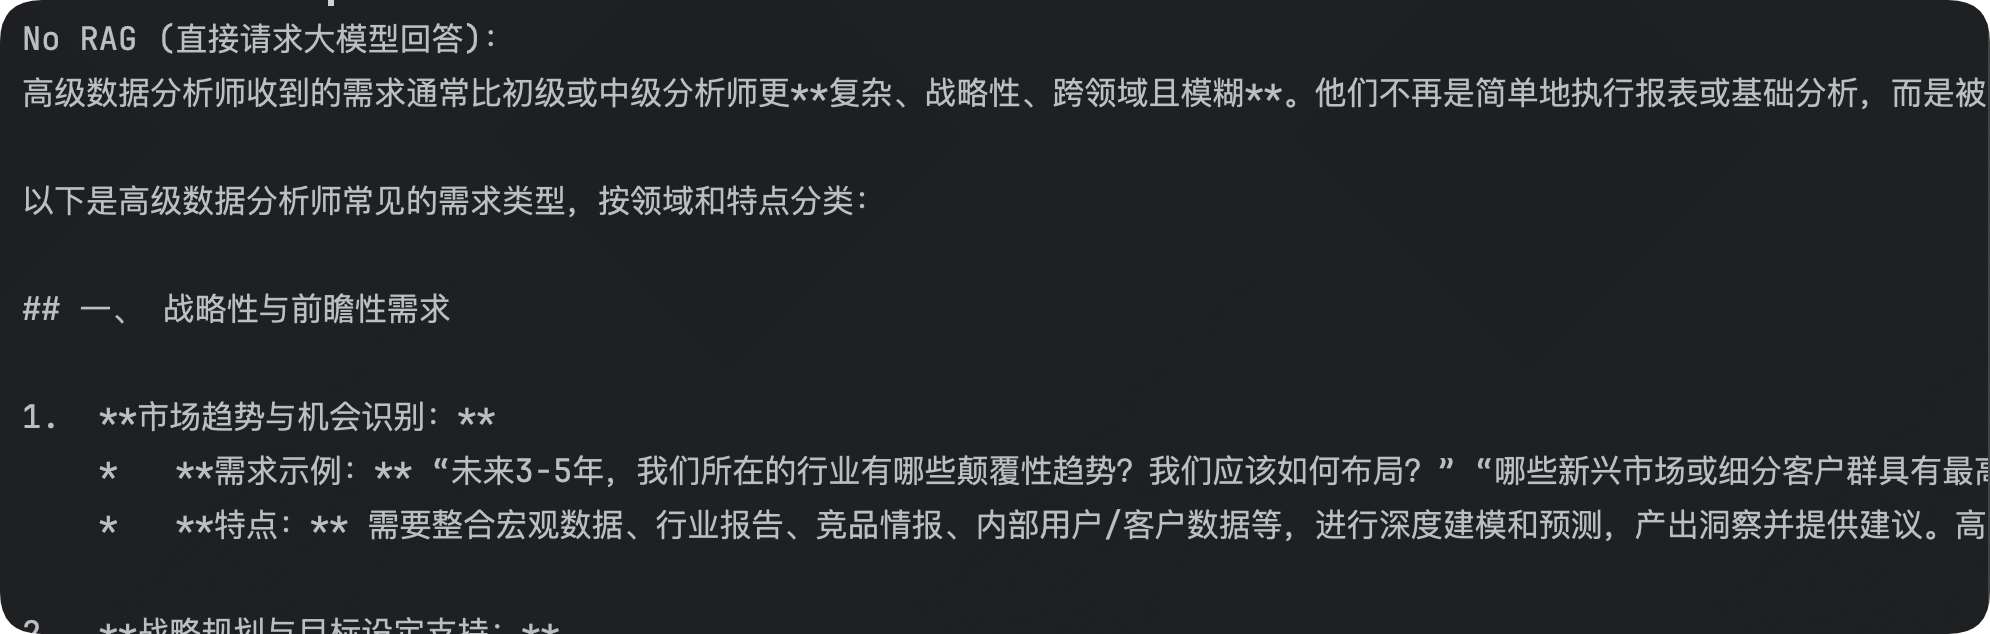 No RAG (直接请求大模型回答):
高级数据分析师收到的需求通常比初级或中级分析师更**复杂、战略性、跨领域且模糊**。他们不再是简单地执行报表或基础分析，而是被
以下是高级数据分析师常见的需求类型，按领域和特点分类：
## 一、 战略性与前瞻性需求
1. **市场趋势与机会识别：**
* **需求示例：** “未来3-5年，我们所在的行业有哪些颠覆性趋势？我们应该如何布局？” “哪些新兴市场或细分客户群具有最高
* **特点：** 需要整合宏观数据、行业报告、竞品情报、内部用户/客户数据等，进行深度建模和预测，产出洞察并提供建议。高
2. **战略规划与目标设定支持：**